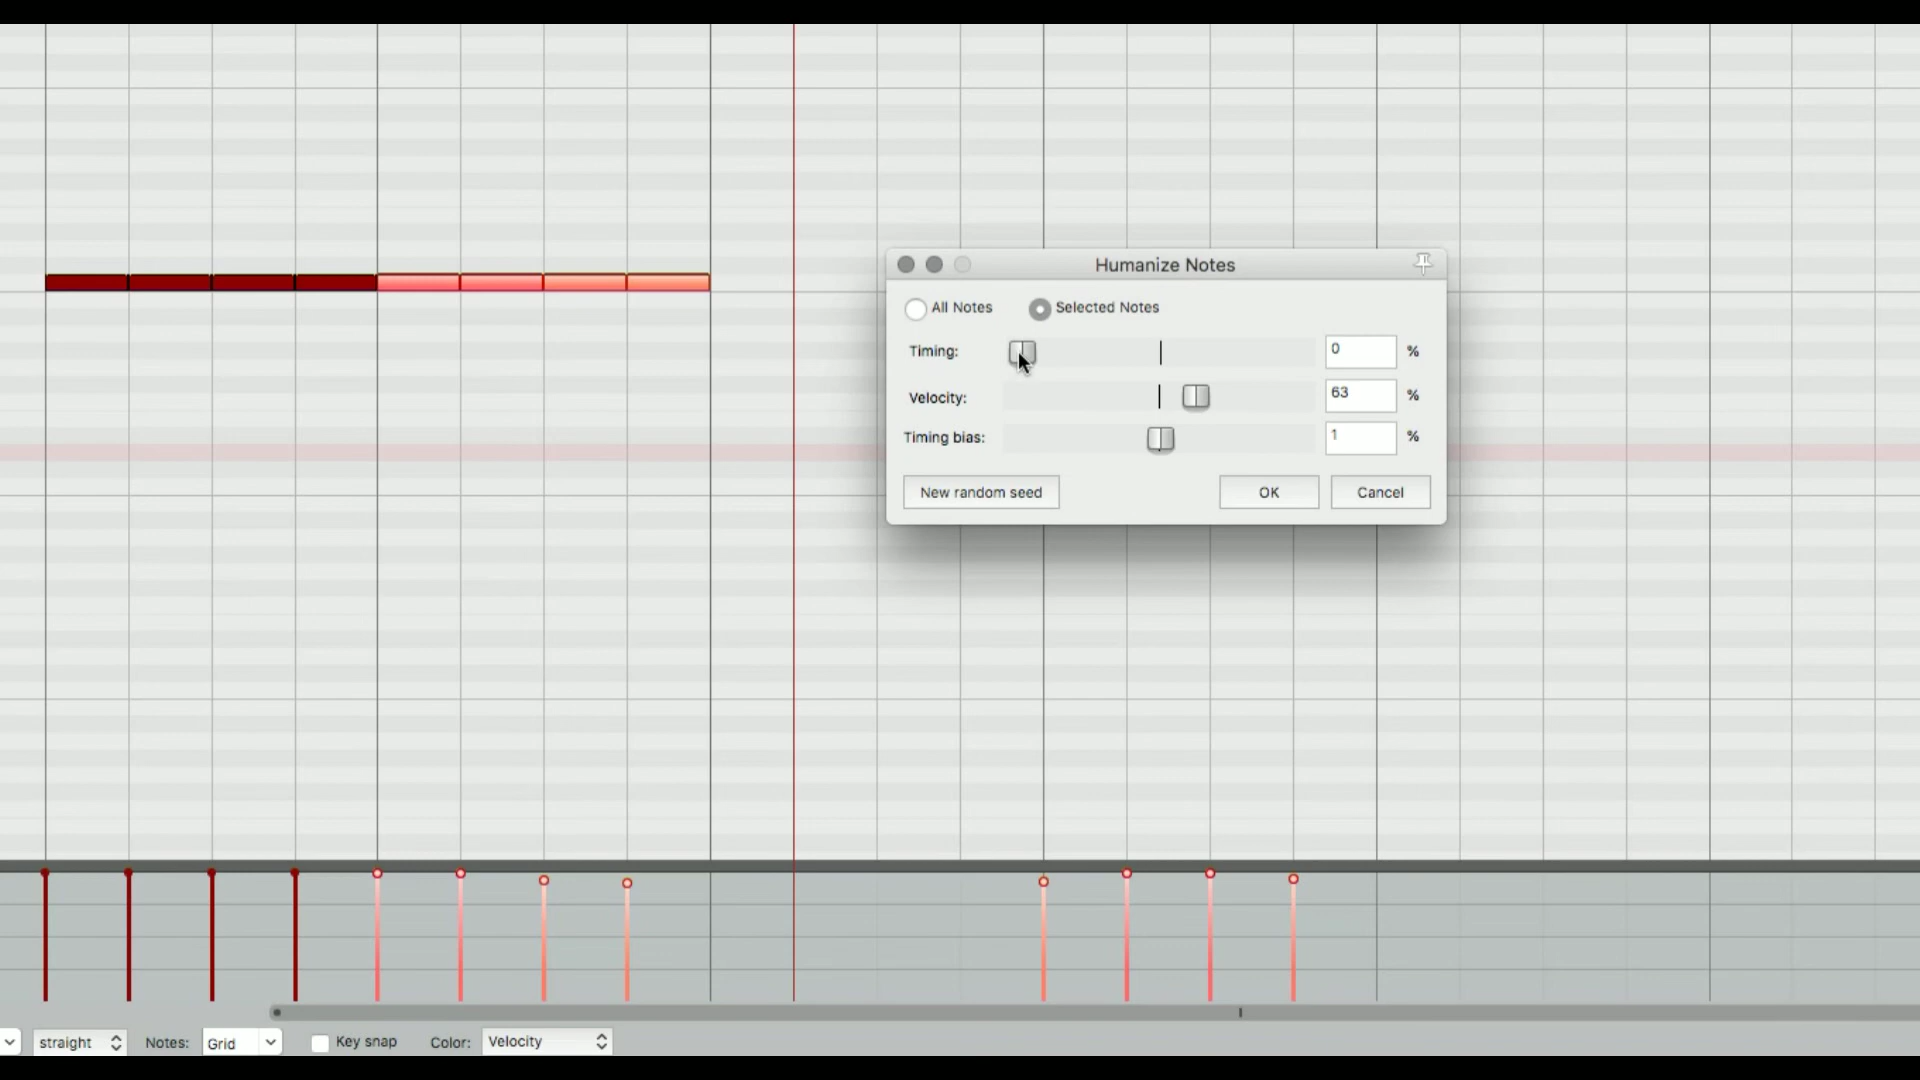 Humanize Notes
All Notes Selected Notes
Timing: 0 %
Velocity: 63 %
Timing bias: 1 %
New random seed OK Cancel
straight Notes: Grid Key snap Color: Velocity